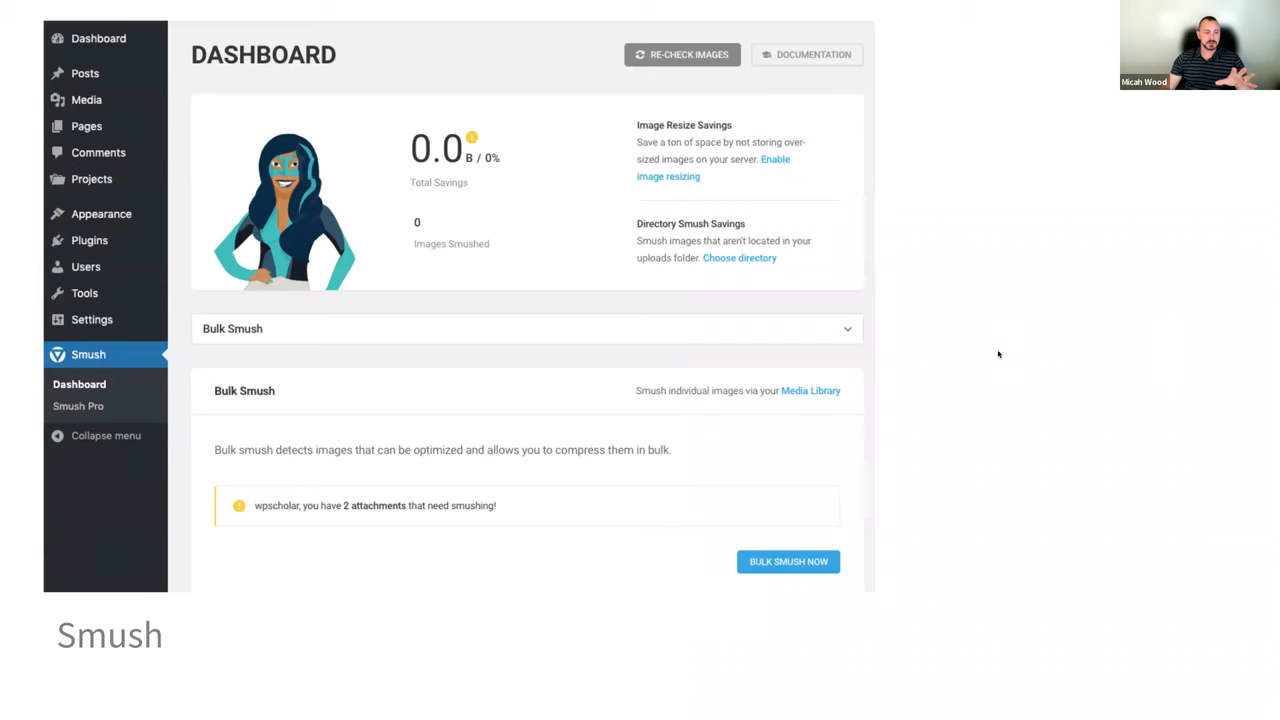 Dashboard
Posts
Media
Pages
Comments
Projects
Appearance
Plugins
Users
Tools
Settings
Smush
Dashboard
Smush Pro
Collapse menu
DASHBOARD
RE-CHECK IMAGES
DOCUMENTATION
0.0 B / 0%
Total Savings
0
Images Smushed
Image Resize Savings
Save a ton of space by not storing over-
sized images on your server. Enable
image resizing
Directory Smush Savings
Smush images that aren't located in your
uploads folder. Choose directory
Bulk Smush
Bulk Smush
Smush individual images via your Media Library
Bulk smush detects images that can be optimized and allows you to compress them in bulk.
wpscholar, you have 2 attachments that need smushing!
BULK SMUSH NOW
Smush
Micah Wood